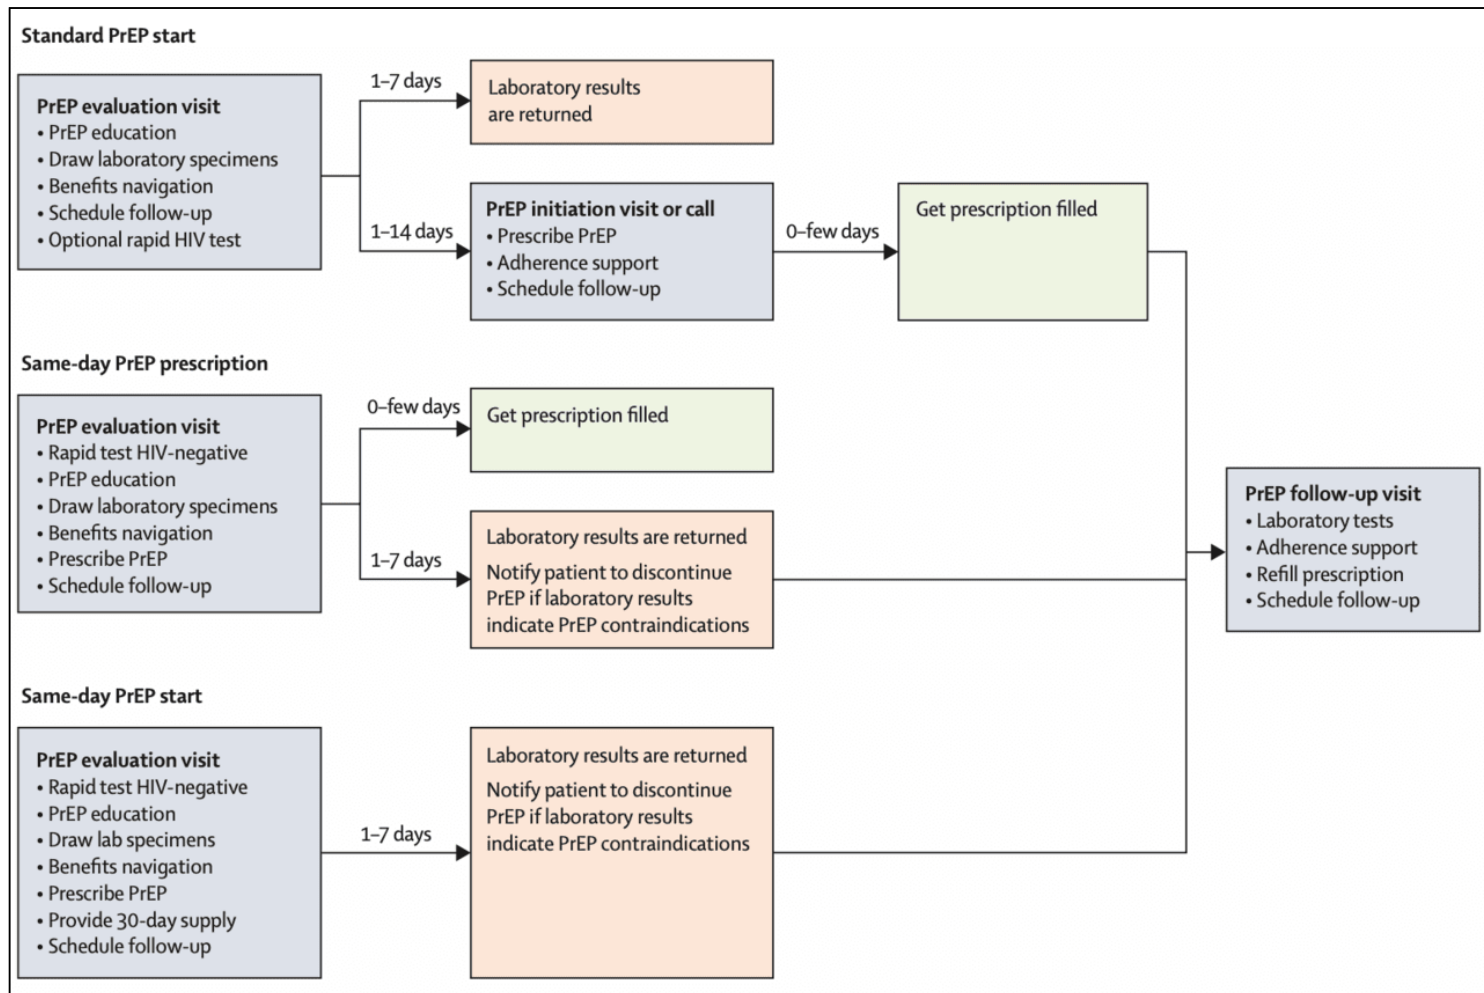 Standard PrEP start
PrEP evaluation visit
• PrEP education
• Draw laboratory specimens
• Benefits navigation
• Schedule follow-up
• Optional rapid HIV test
1–7 days
Laboratory results
are returned
1–14 days
PrEP initiation visit or call
• Prescribe PrEP
• Adherence support
• Schedule follow-up
0–few days
Get prescription filled
Same-day PrEP prescription
PrEP evaluation visit
• Rapid test HIV-negative
• PrEP education
• Draw laboratory specimens
• Benefits navigation
• Prescribe PrEP
• Schedule follow-up
0–few days
Get prescription filled
1–7 days
Laboratory results are returned
Notify patient to discontinue
PrEP if laboratory results
indicate PrEP contraindications
PrEP follow-up visit
• Laboratory tests
• Adherence support
• Refill prescription
• Schedule follow-up
Same-day PrEP start
PrEP evaluation visit
• Rapid test HIV-negative
• PrEP education
• Draw lab specimens
• Benefits navigation
• Prescribe PrEP
• Provide 30-day supply
• Schedule follow-up
1–7 days
Laboratory results are returned
Notify patient to discontinue
PrEP if laboratory results
indicate PrEP contraindications